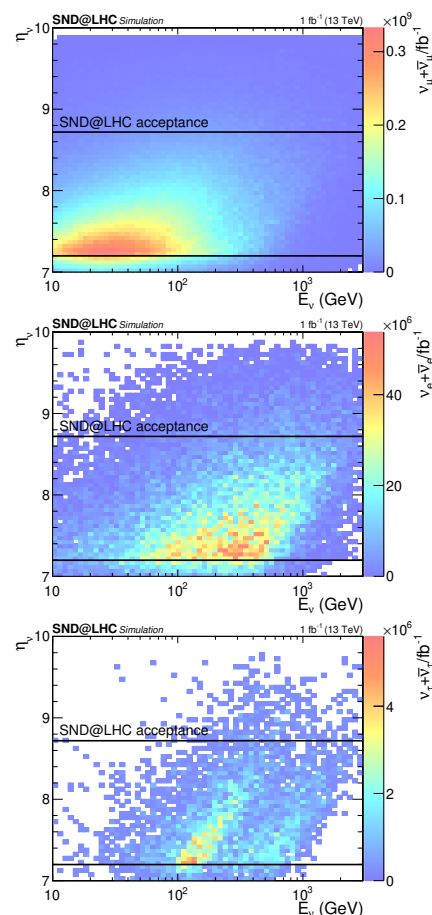 SND@LHC Simulation 1 fb⁻¹ (13 TeV)
×10⁹
η_ν
10
9
8
7
SND@LHC acceptance
10 10² 10³
E_ν (GeV)
0.3
0.2
0.1
0
ν_μ+ν̄_μ/fb⁻¹
SND@LHC Simulation 1 fb⁻¹ (13 TeV)
×10⁶
η_ν
10
9
8
7
SND@LHC acceptance
10 10² 10³
E_ν (GeV)
40
20
0
ν_e+ν̄_e/fb⁻¹
SND@LHC Simulation 1 fb⁻¹ (13 TeV)
×10⁶
η_ν
10
9
8
7
SND@LHC acceptance
10 10² 10³
E_ν (GeV)
4
2
0
ν_τ+ν̄_τ/fb⁻¹